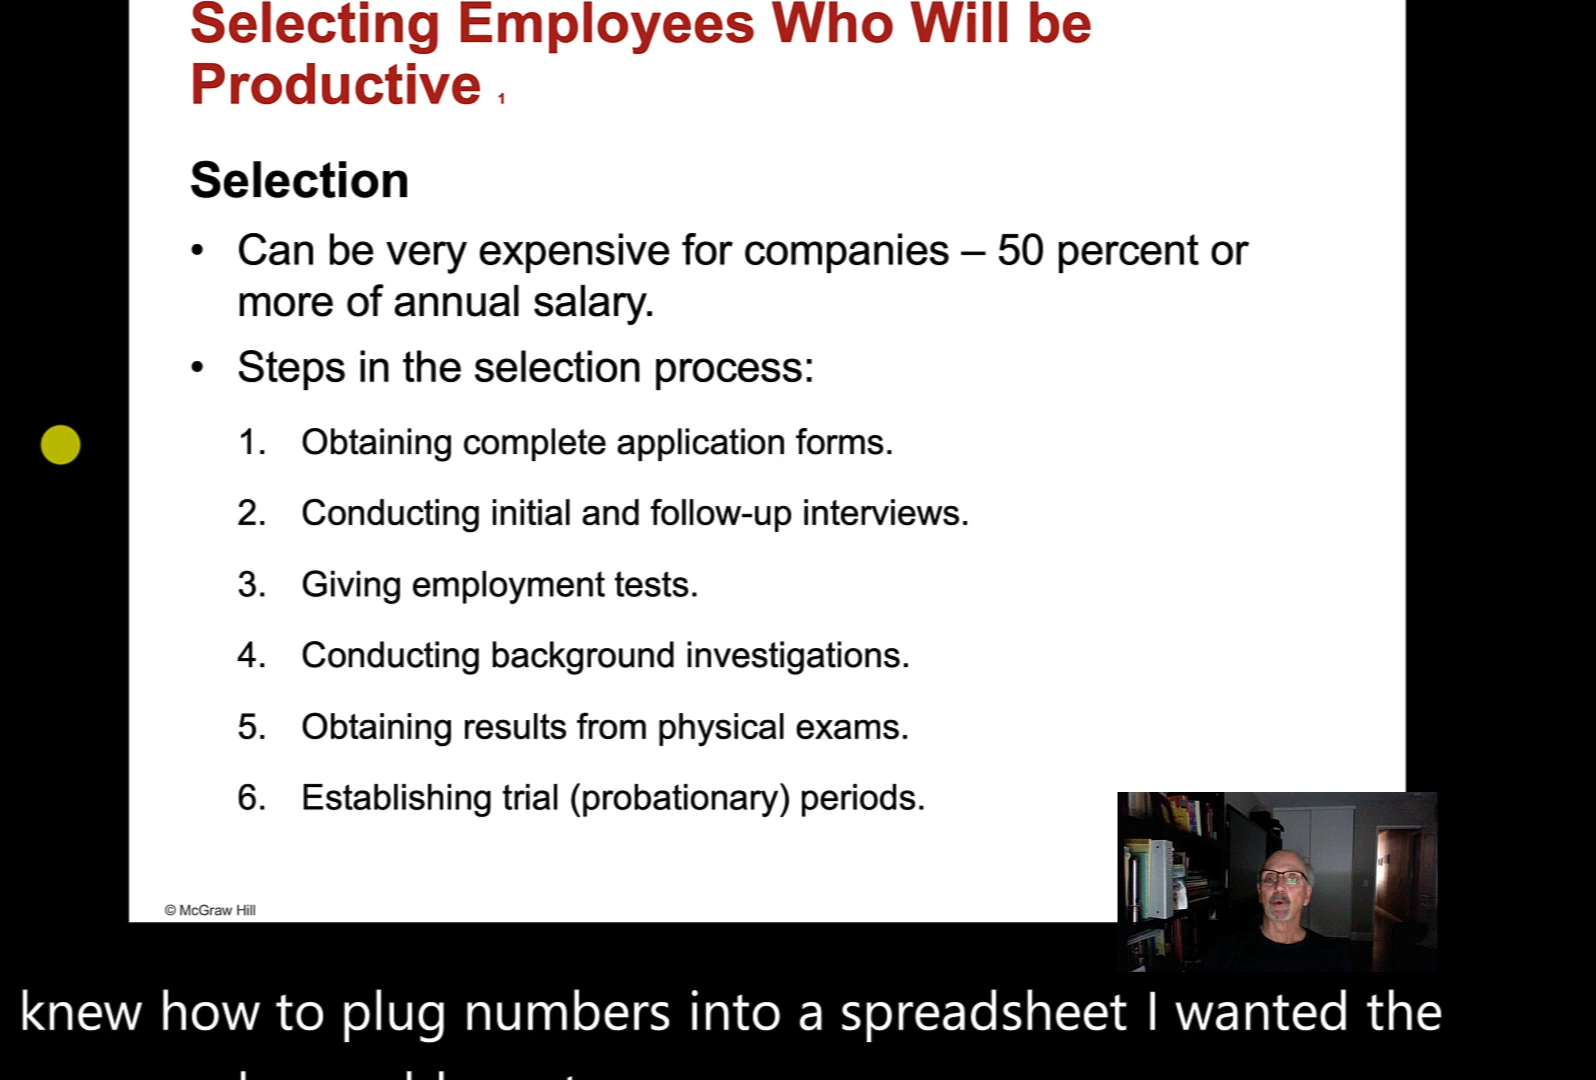 Selecting Employees Who Will be
Productive 1
Selection
• Can be very expensive for companies – 50 percent or
more of annual salary.
• Steps in the selection process:
1. Obtaining complete application forms.
2. Conducting initial and follow-up interviews.
3. Giving employment tests.
4. Conducting background investigations.
5. Obtaining results from physical exams.
6. Establishing trial (probationary) periods.
© McGraw Hill
knew how to plug numbers into a spreadsheet I wanted the